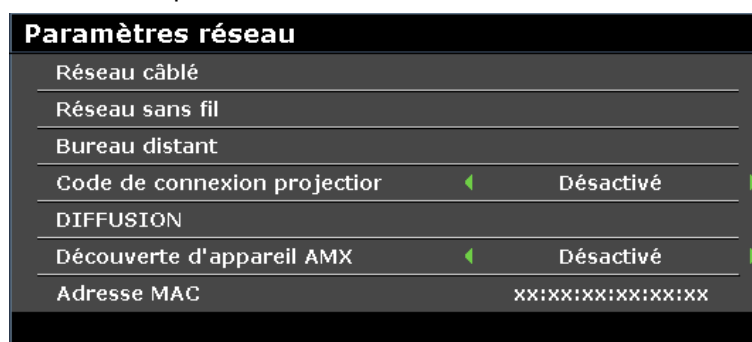 Paramètres réseau
Réseau câblé
Réseau sans fil
Bureau distant
Code de connexion projectior Désactivé
DIFFUSION
Découverte d'appareil AMX Désactivé
Adresse MAC xx:xx:xx:xx:xx:xx